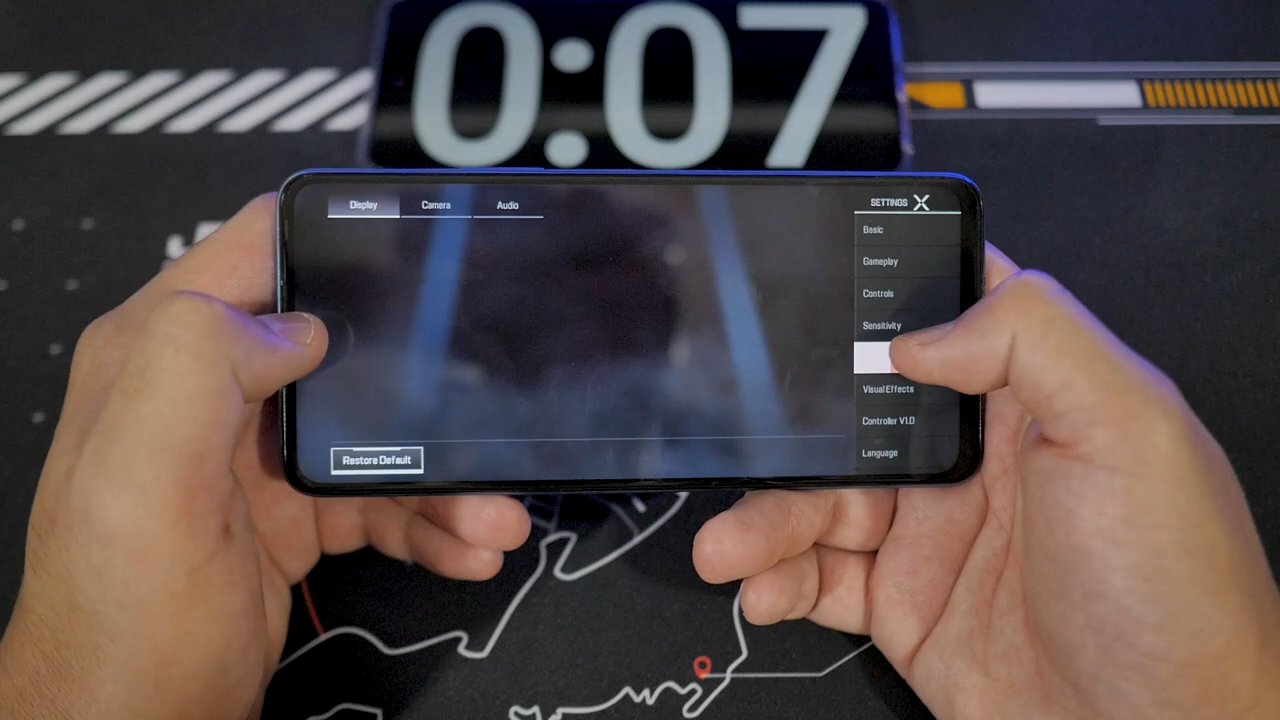 0:07
Display Camera Audio
SETTINGS X
Basic
Gameplay
Controls
Sensitivity
Visual Effects
Controller V1.0
Language
Restore Default